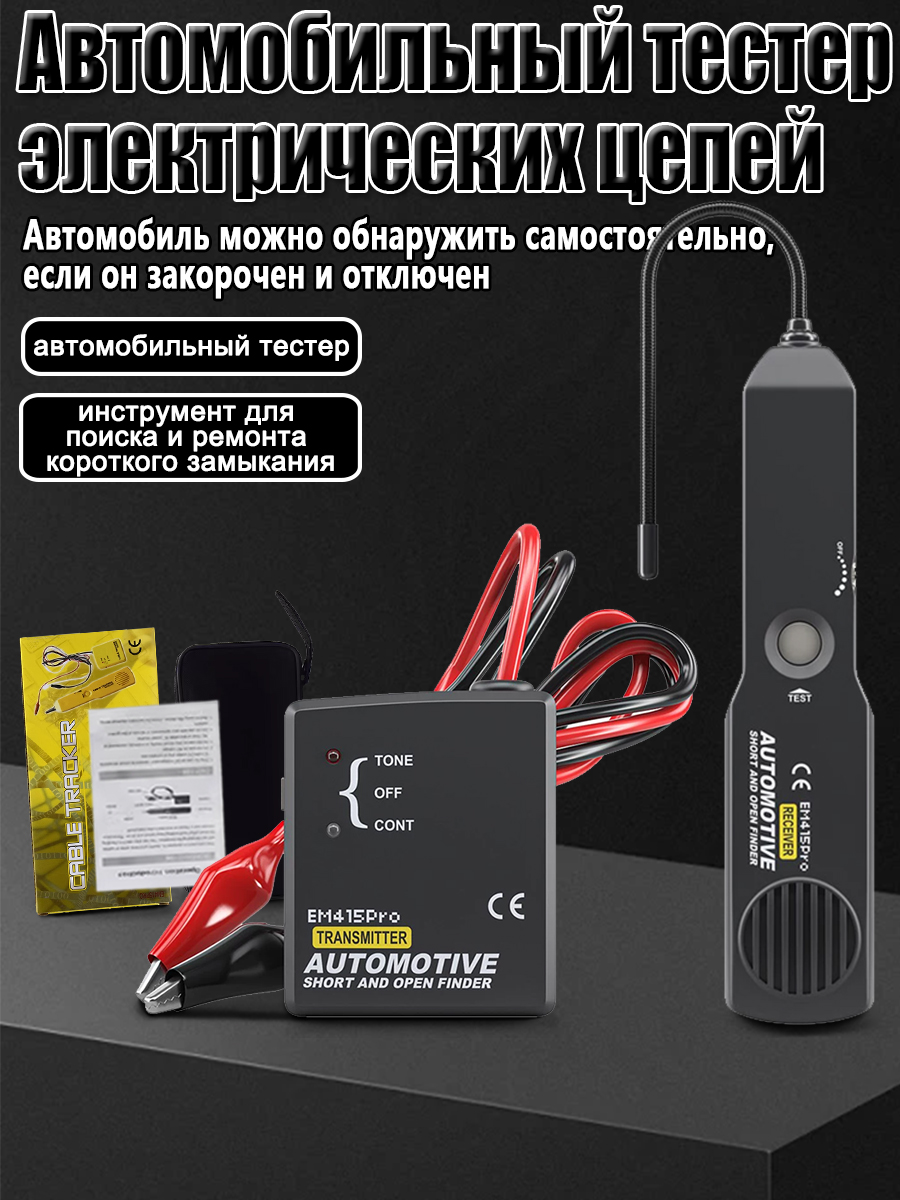 Автомобильный тестер
электрических цепей
Автомобиль можно обнаружить самостоятельно,
если он закорочен и отключен
автомобильный тестер
инструмент для
поиска и ремонта
короткого замыкания
OFF
TEST
AUTOMOTIVE
SHORT AND OPEN FINDER
CE
EM415Pro
RECEIVER
CE
CABLE TRACKER
TONE
OFF
CONT
EM415Pro
CE
TRANSMITTER
AUTOMOTIVE
SHORT AND OPEN FINDER